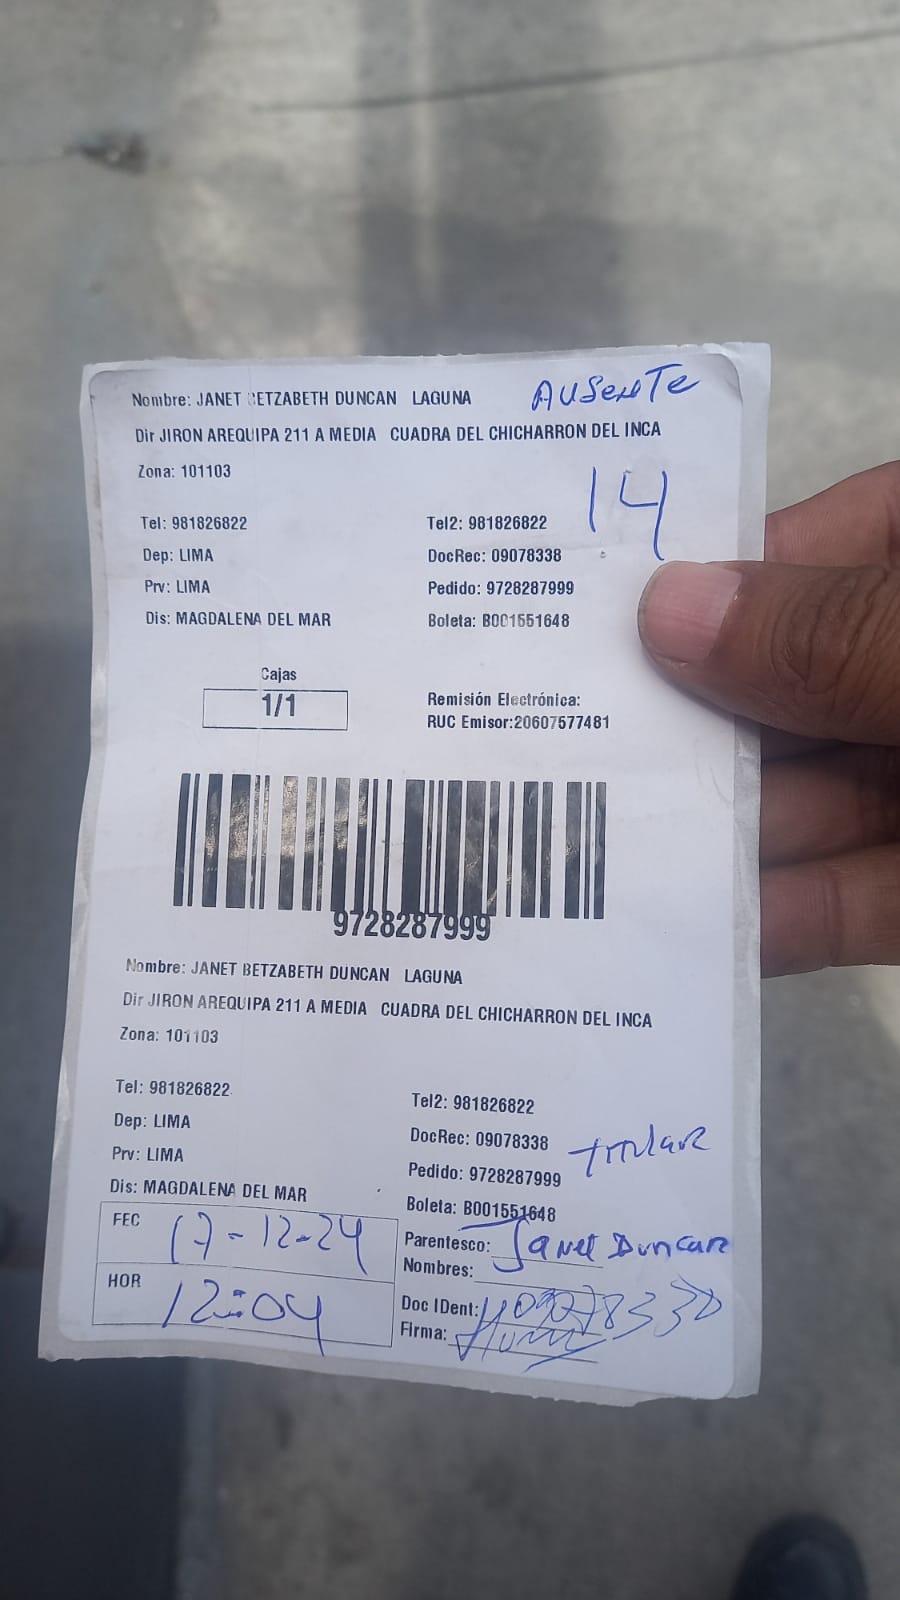 Nombre: JANET BETZABETH DUNCAN LAGUNA
AUSENTE
Dir JIRON AREQUIPA 211 A MEDIA CUADRA DEL CHICHARRON DEL INCA
Zona: 101103
14
Tel: 981826822 Tel2: 981826822
Dep: LIMA DocRec: 09078338
Prv: LIMA Pedido: 9728287999
Dis: MAGDALENA DEL MAR Boleta: B001551648
Cajas
1/1
Remisión Electrónica:
RUC Emisor:20607577481
9728287999
Nombre: JANET BETZABETH DUNCAN LAGUNA
Dir JIRON AREQUIPA 211 A MEDIA CUADRA DEL CHICHARRON DEL INCA
Zona: 101103
Tel: 981826822 Tel2: 981826822
Dep: LIMA DocRec: 09078338 TITULAR
Prv: LIMA Pedido: 9728287999
Dis: MAGDALENA DEL MAR Boleta: B001551648
FEC 17-12-24
Parentesco: Janet Duncan
Nombres:
HOR 12:04
Doc IDent:
Firma: